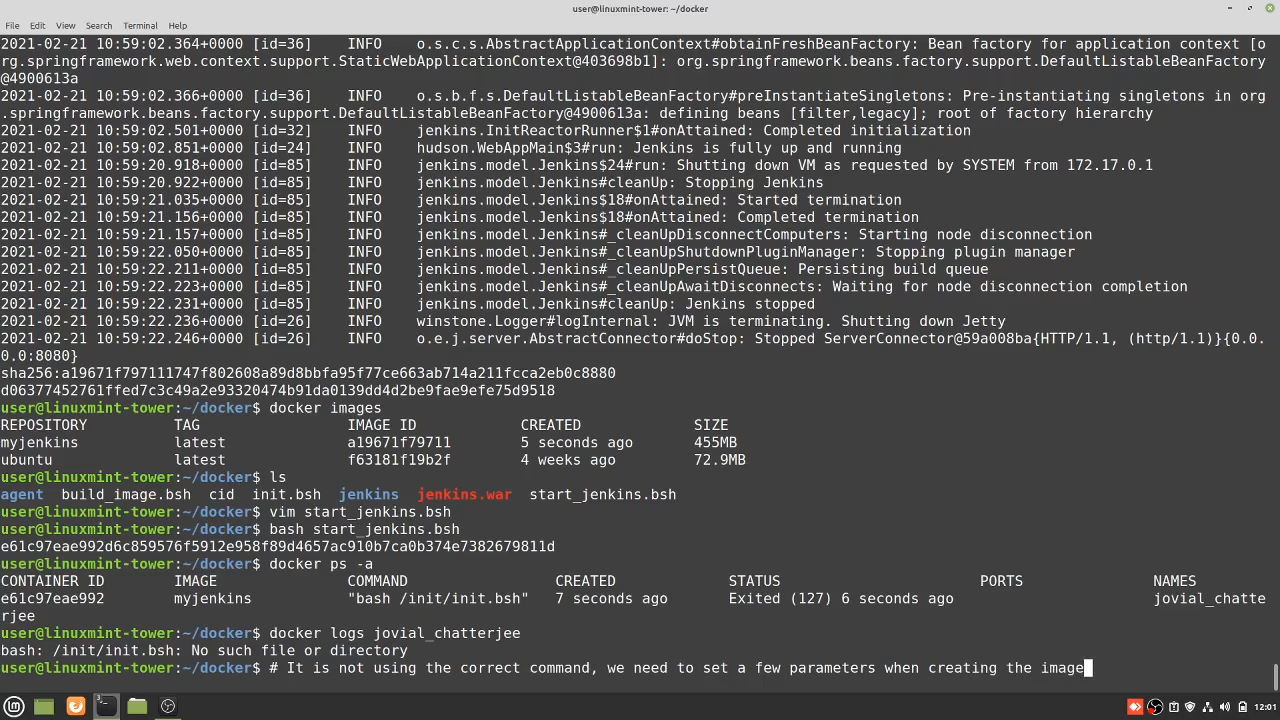 user@linuxmint-tower: ~/docker
File Edit View Search Terminal Help
2021-02-21 10:59:02.364+0000 [id=36] INFO o.s.c.s.AbstractApplicationContext#obtainFreshBeanFactory: Bean factory for application context [o
rg.springframework.web.context.support.StaticWebApplicationContext@403698b1]: org.springframework.beans.factory.support.DefaultListableBeanFactory
@4900613a
2021-02-21 10:59:02.366+0000 [id=36] INFO o.s.b.f.s.DefaultListableBeanFactory#preInstantiateSingletons: Pre-instantiating singletons in org
.springframework.beans.factory.support.DefaultListableBeanFactory@4900613a: defining beans [filter,legacy]; root of factory hierarchy
2021-02-21 10:59:02.501+0000 [id=32] INFO jenkins.InitReactorRunner$1#onAttained: Completed initialization
2021-02-21 10:59:02.851+0000 [id=24] INFO hudson.WebAppMain$3#run: Jenkins is fully up and running
2021-02-21 10:59:20.918+0000 [id=85] INFO jenkins.model.Jenkins$24#run: Shutting down VM as requested by SYSTEM from 172.17.0.1
2021-02-21 10:59:20.922+0000 [id=85] INFO jenkins.model.Jenkins#cleanUp: Stopping Jenkins
2021-02-21 10:59:21.035+0000 [id=85] INFO jenkins.model.Jenkins$18#onAttained: Started termination
2021-02-21 10:59:21.156+0000 [id=85] INFO jenkins.model.Jenkins$18#onAttained: Completed termination
2021-02-21 10:59:21.157+0000 [id=85] INFO jenkins.model.Jenkins#_cleanUpDisconnectComputers: Starting node disconnection
2021-02-21 10:59:22.050+0000 [id=85] INFO jenkins.model.Jenkins#_cleanUpShutdownPluginManager: Stopping plugin manager
2021-02-21 10:59:22.211+0000 [id=85] INFO jenkins.model.Jenkins#_cleanUpPersistQueue: Persisting build queue
2021-02-21 10:59:22.223+0000 [id=85] INFO jenkins.model.Jenkins#_cleanUpAwaitDisconnects: Waiting for node disconnection completion
2021-02-21 10:59:22.231+0000 [id=85] INFO jenkins.model.Jenkins#cleanUp: Jenkins stopped
2021-02-21 10:59:22.236+0000 [id=26] INFO winstone.Logger#logInternal: JVM is terminating. Shutting down Jetty
2021-02-21 10:59:22.246+0000 [id=26] INFO o.e.j.server.AbstractConnector#doStop: Stopped ServerConnector@59a008ba{HTTP/1.1, (http/1.1)}{0.0.
0.0:8080}
sha256:a19671f797111747f802608a89d8bbfa95f77ce663ab714a211fcca2eb0c8880
d06377452761ffed7c3c49a2e93320474b91da0139dd4d2be9fae9efe75d9518
user@linuxmint-tower:~/docker$ docker images
REPOSITORY TAG IMAGE ID CREATED SIZE
myjenkins latest a19671f79711 5 seconds ago 455MB
ubuntu latest f63181f19b2f 4 weeks ago 72.9MB
user@linuxmint-tower:~/docker$ ls
agent build_image.bsh cid init.bsh jenkins jenkins.war start_jenkins.bsh
user@linuxmint-tower:~/docker$ vim start_jenkins.bsh
user@linuxmint-tower:~/docker$ bash start_jenkins.bsh
e61c97eae992d6c859576f5912e958f89d4657ac910b7ca0b374e7382679811d
user@linuxmint-tower:~/docker$ docker ps -a
CONTAINER ID IMAGE COMMAND CREATED STATUS PORTS NAMES
e61c97eae992 myjenkins "bash /init/init.bsh" 7 seconds ago Exited (127) 6 seconds ago jovial_chatte
rjee
user@linuxmint-tower:~/docker$ docker logs jovial_chatterjee
bash: /init/init.bsh: No such file or directory
user@linuxmint-tower:~/docker$ # It is not using the correct command, we need to set a few parameters when creating the image
12:01